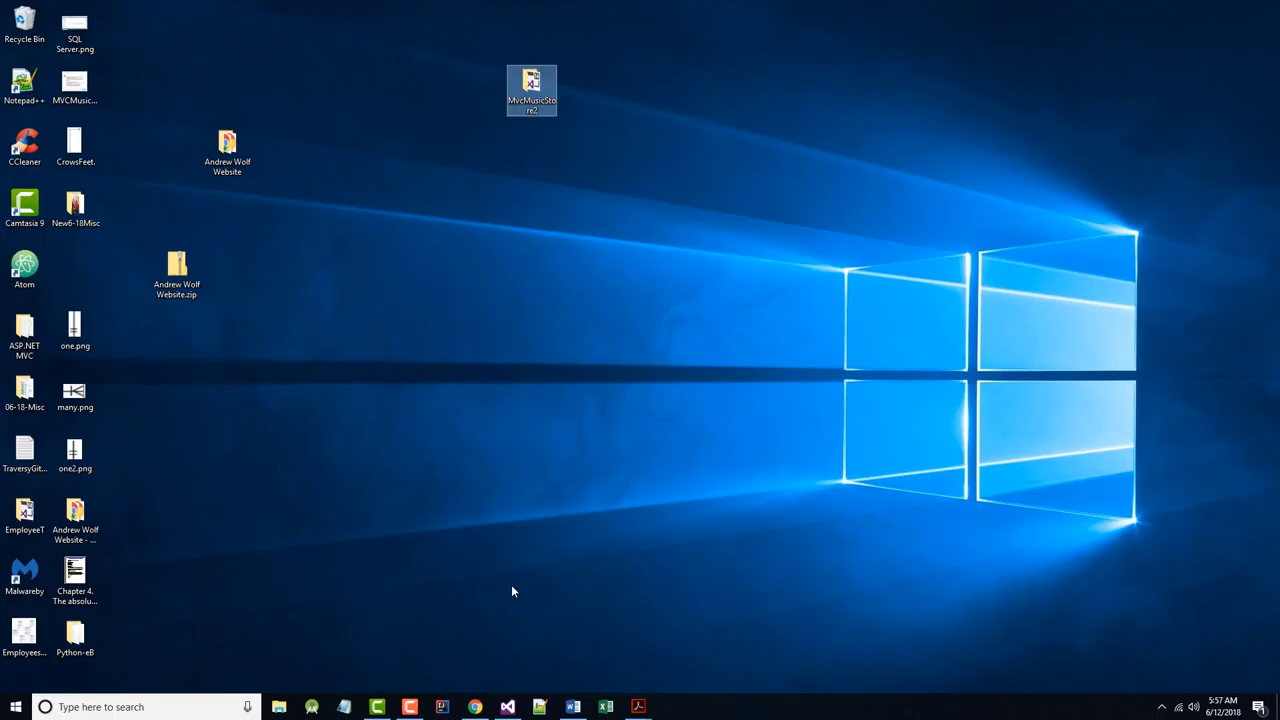 Recycle Bin
SQL
Server.png
Notepad++
MVCMusic...
CCleaner
CrowsFeet.
Camtasia 9
New6-18Misc
Atom
ASP.NET
MVC
one.png
06-18-Misc
many.png
TraversyGit...
one2.png
EmployeeT
Andrew Wolf
Website - ...
Malwareby
Chapter 4.
The absolu...
Employees...
Python-eB
Andrew Wolf
Website
Andrew Wolf
Website.zip
MvcMusicSto
re2
Type here to search
5:57 AM
6/12/2018